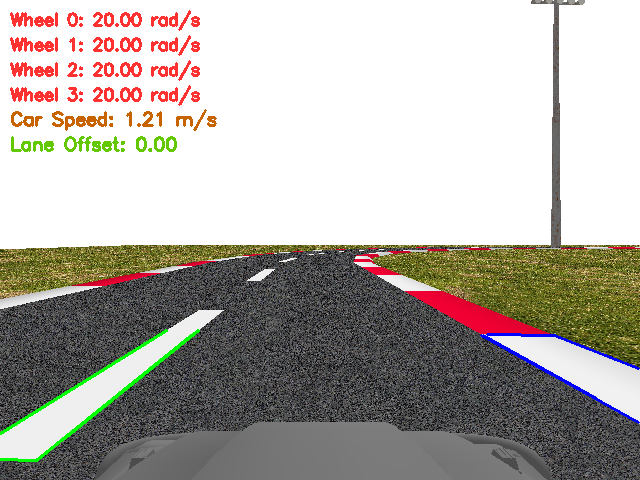 Wheel 0: 20.00 rad/s
Wheel 1: 20.00 rad/s
Wheel 2: 20.00 rad/s
Wheel 3: 20.00 rad/s
Car Speed: 1.21 m/s
Lane Offset: 0.00